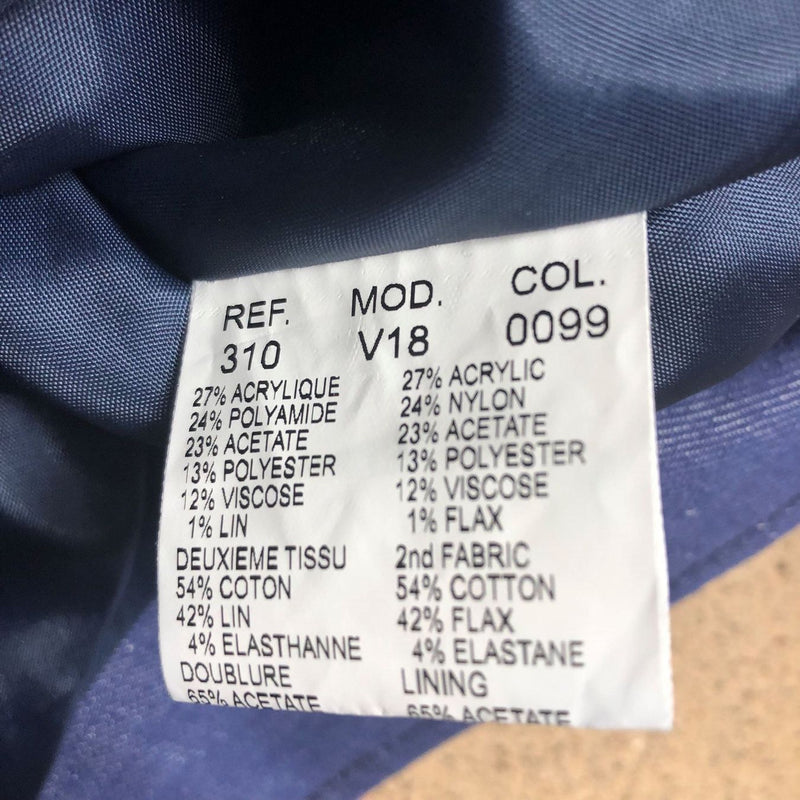 REF. MOD. COL.
310 V18 0099
27% ACRYLIQUE 27% ACRYLIC
24% POLYAMIDE 24% NYLON
23% ACETATE 23% ACETATE
13% POLYESTER 13% POLYESTER
12% VISCOSE 12% VISCOSE
1% LIN 1% FLAX
DEUXIEME TISSU 2nd FABRIC
54% COTON 54% COTTON
42% LIN 42% FLAX
4% ELASTHANNE 4% ELASTANE
DOUBLURE LINING
65% ACETATE 65% ACETATE